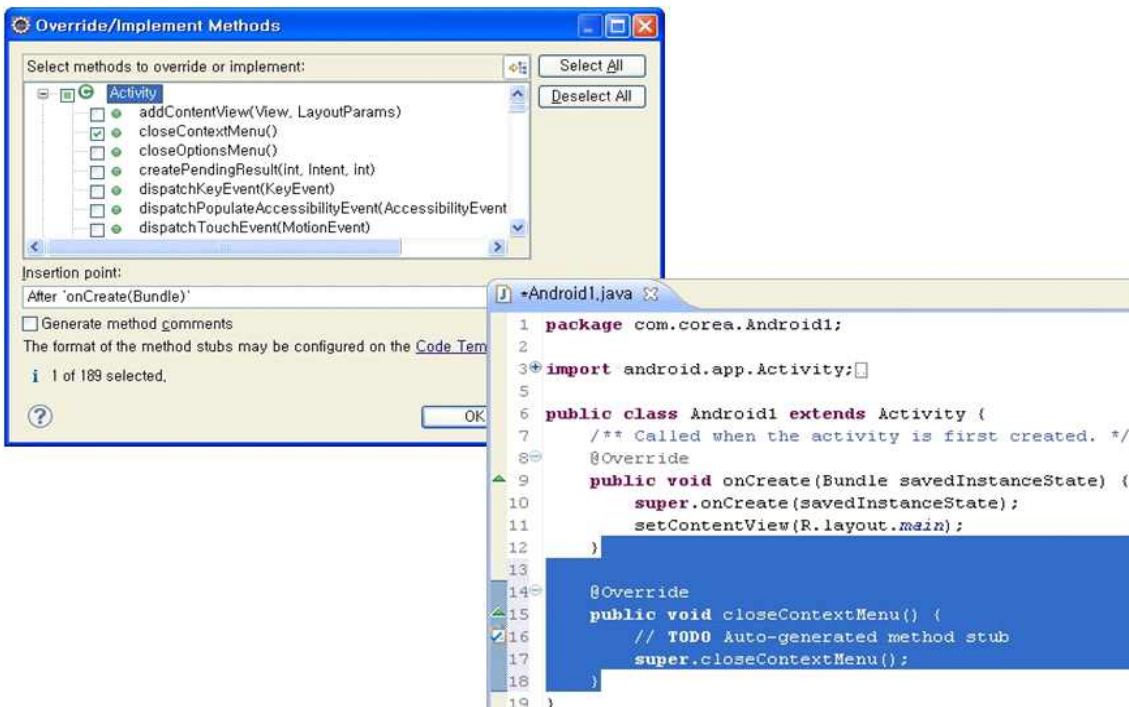 Override/Implement Methods
Select methods to override or implement:
Select All
Deselect All
Activity
addContentView(View, LayoutParams)
closeContextMenu()
closeOptionsMenu()
createPendingResult(int, Intent, int)
dispatchKeyEvent(KeyEvent)
dispatchPopulateAccessibilityEvent(AccessibilityEvent
dispatchTouchEvent(MotionEvent)
Insertion point:
After 'onCreate(Bundle)'
Generate method comments
The format of the method stubs may be configured on the Code Tem
i 1 of 189 selected.
?
OK
*Android1.java
1 package com.corea.Android1;
2
3 import android.app.Activity;
5
6 public class Android1 extends Activity {
7 /** Called when the activity is first created. */
8 @Override
9 public void onCreate(Bundle savedInstanceState) {
10 super.onCreate(savedInstanceState);
11 setContentView(R.layout.main);
12 }
13
14 @Override
15 public void closeContextMenu() {
16 // TODO Auto-generated method stub
17 super.closeContextMenu();
18 }
19 }